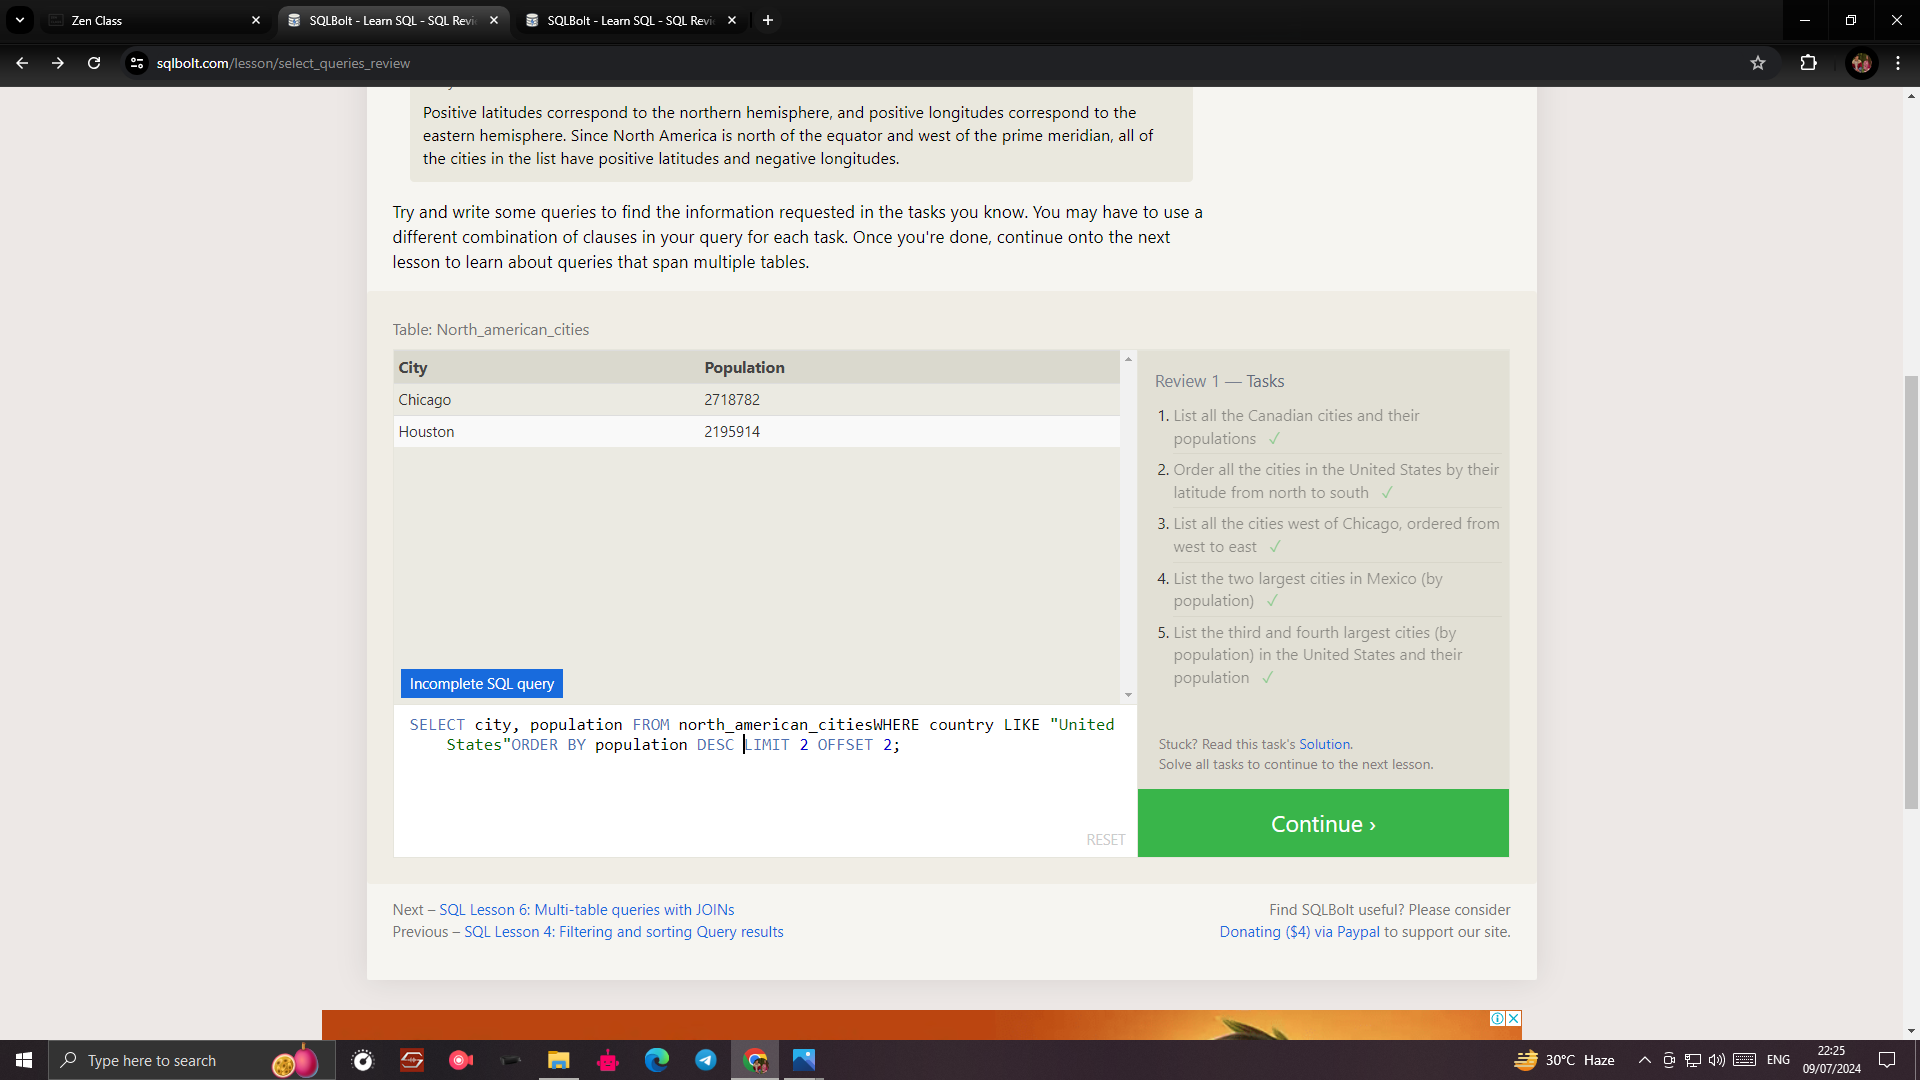 Zen Class
SQLBolt - Learn SQL - SQL Revi
SQLBolt - Learn SQL - SQL Revi
sqlbolt.com/lesson/select_queries_review
Positive latitudes correspond to the northern hemisphere, and positive longitudes correspond to the
eastern hemisphere. Since North America is north of the equator and west of the prime meridian, all of
the cities in the list have positive latitudes and negative longitudes.
Try and write some queries to find the information requested in the tasks you know. You may have to use a
different combination of clauses in your query for each task. Once you're done, continue onto the next
lesson to learn about queries that span multiple tables.
Table: North_american_cities
City Population
Chicago 2718782
Houston 2195914
Incomplete SQL query
SELECT city, population FROM north_american_citiesWHERE country LIKE "United
States"ORDER BY population DESC LIMIT 2 OFFSET 2;
RESET
Review 1 — Tasks
1. List all the Canadian cities and their
populations ✓
2. Order all the cities in the United States by their
latitude from north to south ✓
3. List all the cities west of Chicago, ordered from
west to east ✓
4. List the two largest cities in Mexico (by
population) ✓
5. List the third and fourth largest cities (by
population) in the United States and their
population ✓
Stuck? Read this task's Solution.
Solve all tasks to continue to the next lesson.
Continue ›
Next – SQL Lesson 6: Multi-table queries with JOINs
Previous – SQL Lesson 4: Filtering and sorting Query results
Find SQLBolt useful? Please consider
Donating ($4) via Paypal to support our site.
Type here to search
30°C Haze
ENG
22:25
09/07/2024